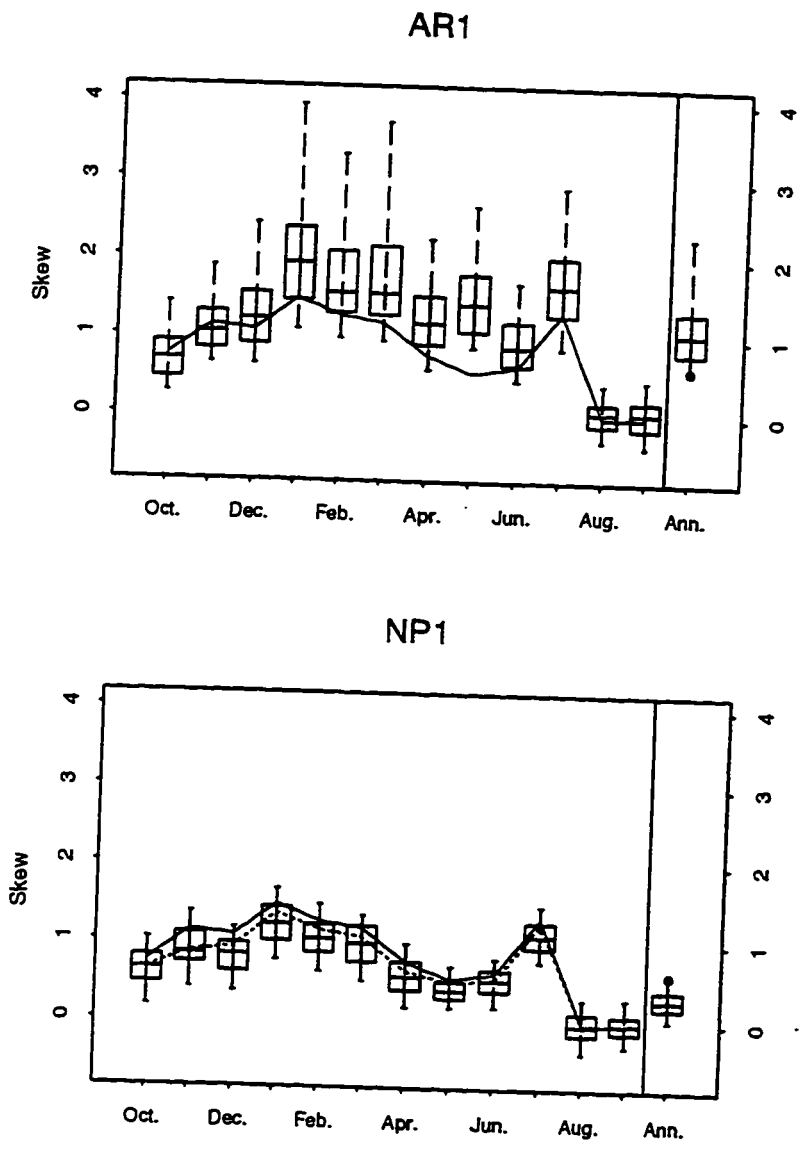 AR1
4
3
2
1
0
Skew
4
3
2
1
0
Oct.
Dec.
Feb.
Apr.
Jun.
Aug.
Ann.
NP1
4
3
2
1
0
Skew
4
3
2
1
0
Oct.
Dec.
Feb.
Apr.
Jun.
Aug.
Ann.